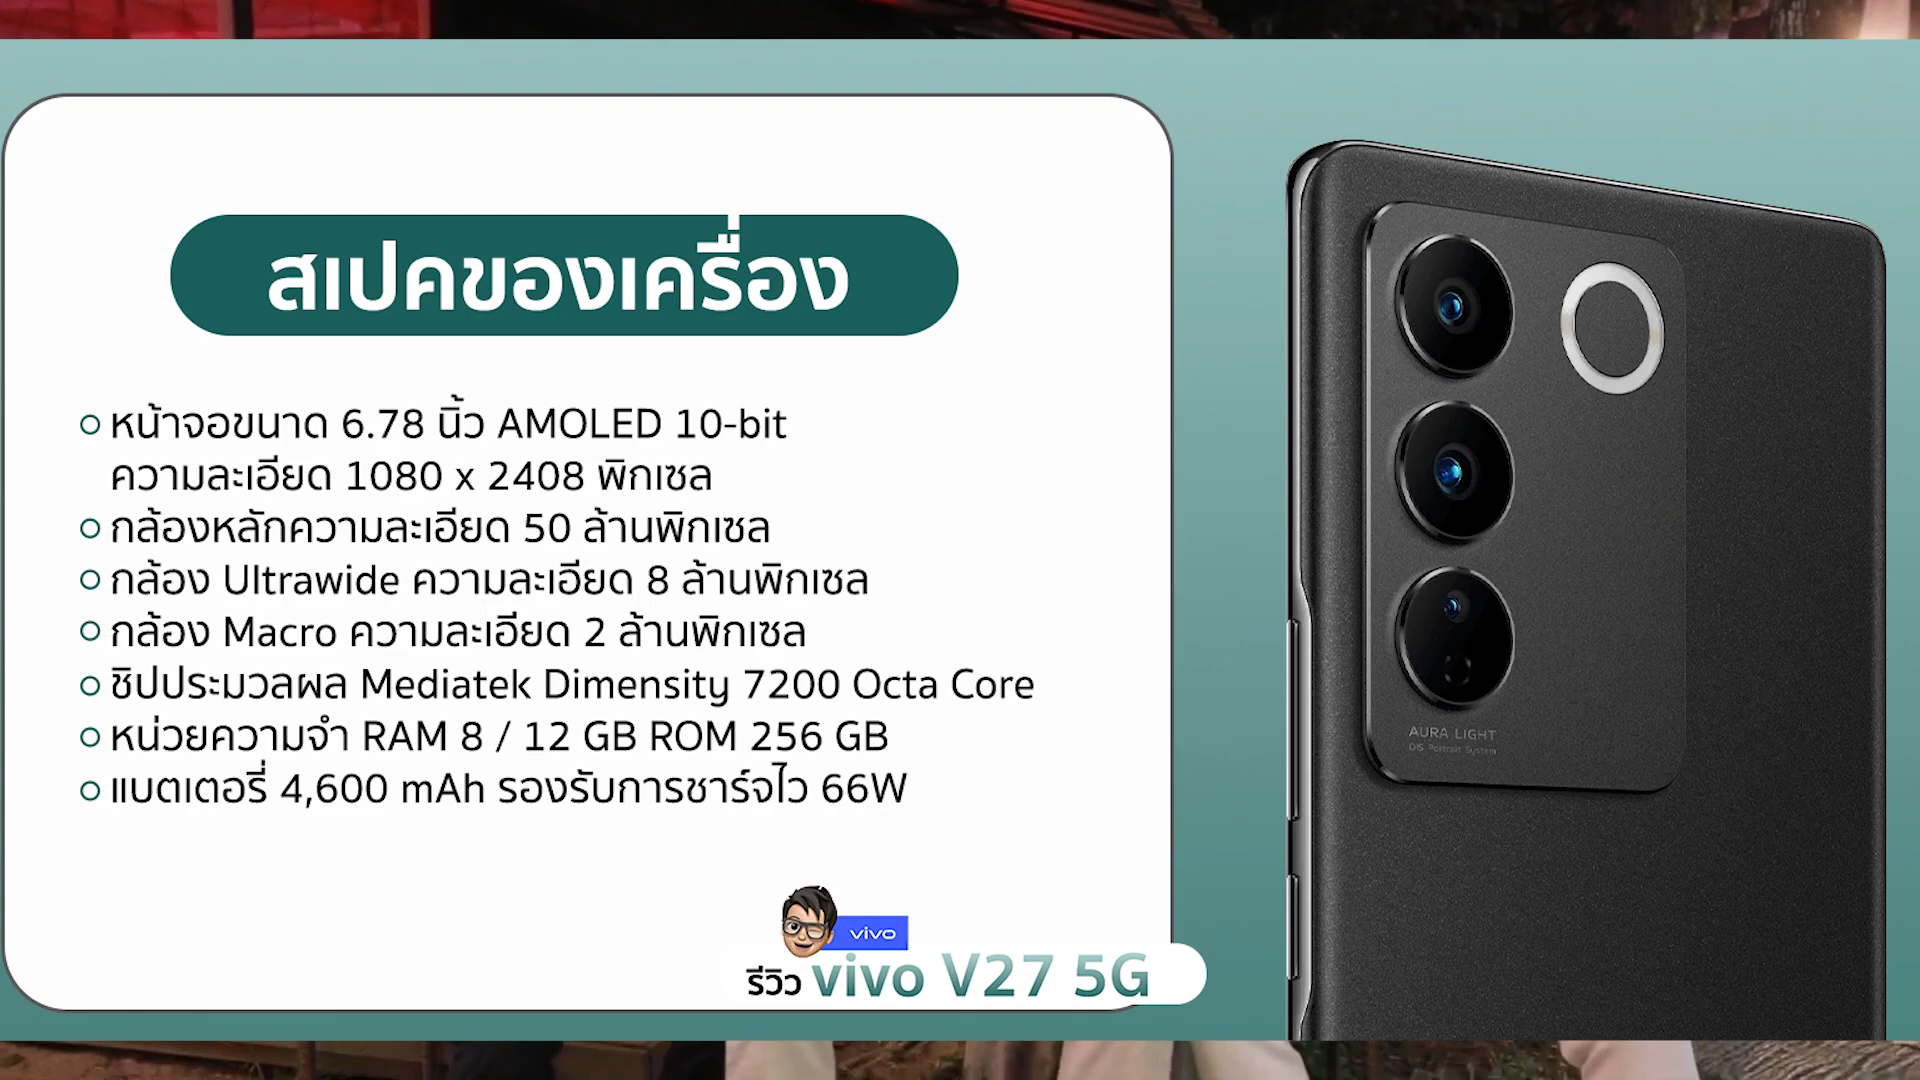 สเปคของเครื่อง
หน้าจอขนาด 6.78 นิ้ว AMOLED 10-bit
ความละเอียด 1080 x 2408 พิกเซล
กล้องหลักความละเอียด 50 ล้านพิกเซล
กล้อง Ultrawide ความละเอียด 8 ล้านพิกเซล
กล้อง Macro ความละเอียด 2 ล้านพิกเซล
ชิปประมวลผล Mediatek Dimensity 7200 Octa Core
หน่วยความจำ RAM 8 / 12 GB ROM 256 GB
แบตเตอรี่ 4,600 mAh รองรับการชาร์จไว 66W
AURA LIGHT
OIS Portrait System
vivo
รีวิว vivo V27 5G